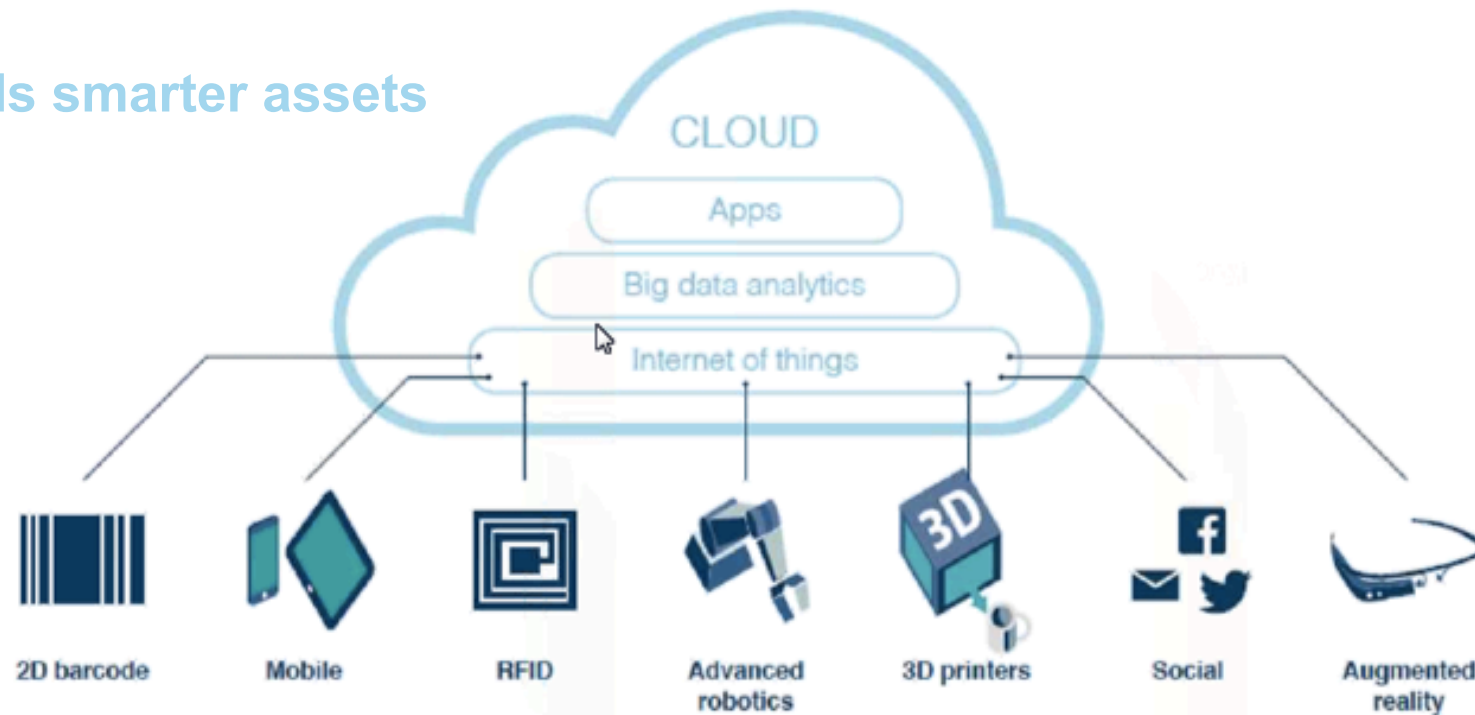 ls smarter assets
CLOUD
Apps
Big data analytics
Internet of things
3D
2D barcode
Mobile
RFID
Advanced
robotics
3D printers
Social
Augmented
reality